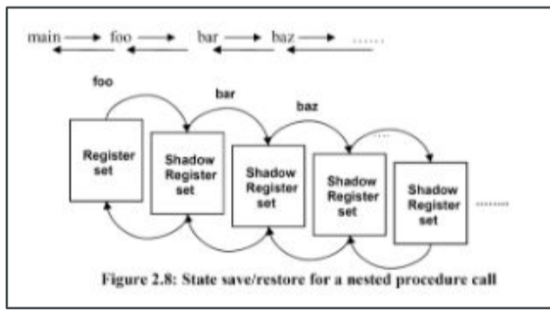 main foo bar baz ......
foo
bar
baz
....
Register set
Shadow Register set
Shadow Register set
Shadow Register set
Shadow Register set
........
Figure 2.8: State save/restore for a nested procedure call